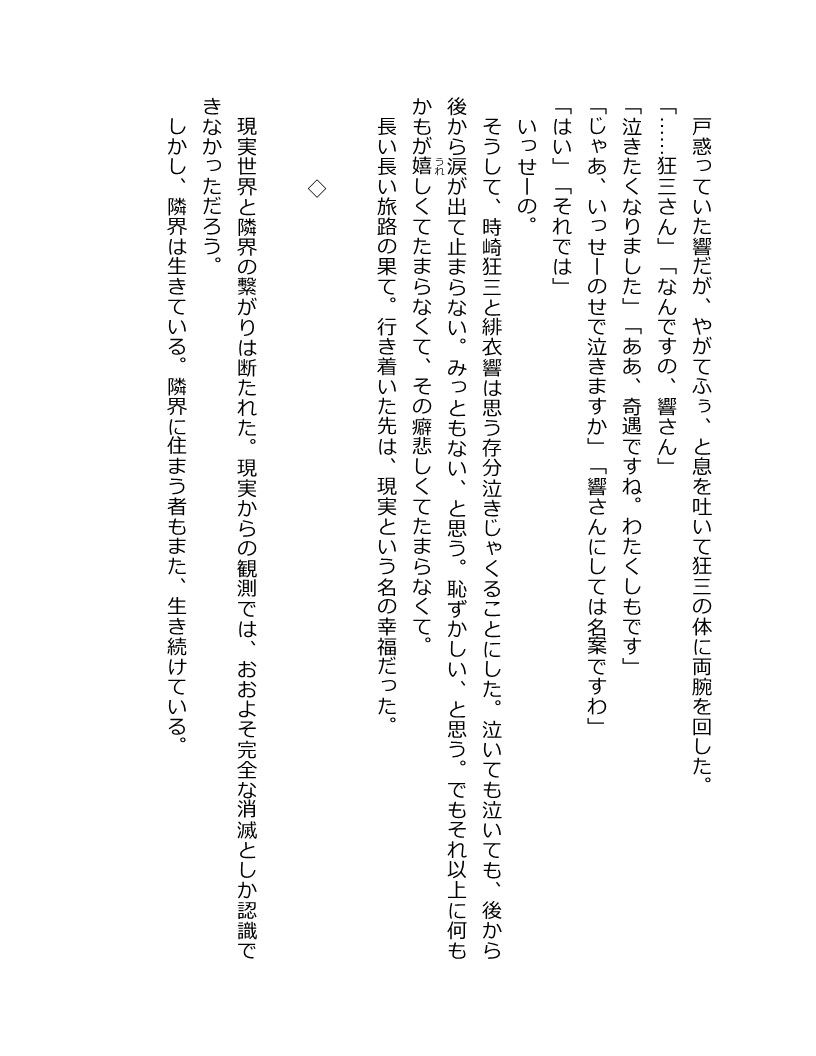 戸惑っていた響だが、やがてふぅ、と息を吐いて狂三の体に両腕を回した。
「……狂三さん」「なんですの、響さん」
「泣きたくなりました」「ああ、奇遇ですね。わたくしもです」
「じゃあ、いっせーのせで泣きますか」「響さんにしては名案ですわ」
「はい」「それでは」
いっせーの。
そうして、時崎狂三と緋衣響は思う存分泣きじゃくることにした。泣いても泣いても、後から
後から涙が出て止まらない。みっともない、と思う。恥ずかしい、と思う。でもそれ以上に何も
かもが嬉しくてたまらなくて、その癖悲しくてたまらなくて。
うれ
長い長い旅路の果て。行き着いた先は、現実という名の幸福だった。
◇
現実世界と隣界の繋がりは断たれた。現実からの観測では、おおよそ完全な消滅としか認識で
きなかっただろう。
しかし、隣界は生きている。隣界に住まう者もまた、生き続けている。